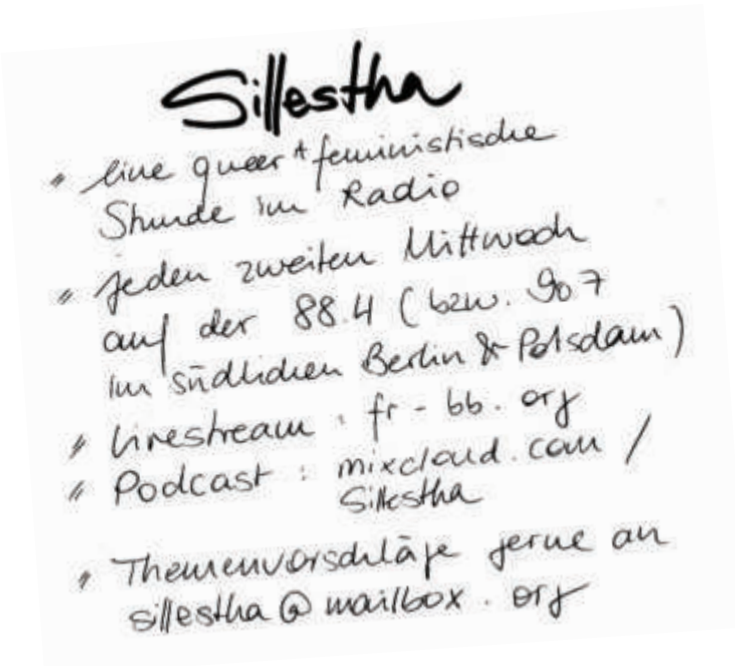 Sillestha
" eine queer*feministische
Stunde im Radio
" Jeden zweiten Mittwoch
auf der 88.4 (bzw. 90 7
im südlichen Berlin & Potsdam)
" Livestream : fr-bb.org
" Podcast : mixcloud.com /
Sillestha
" Themenvorschläge gerne an
sillestha@mailbox.org